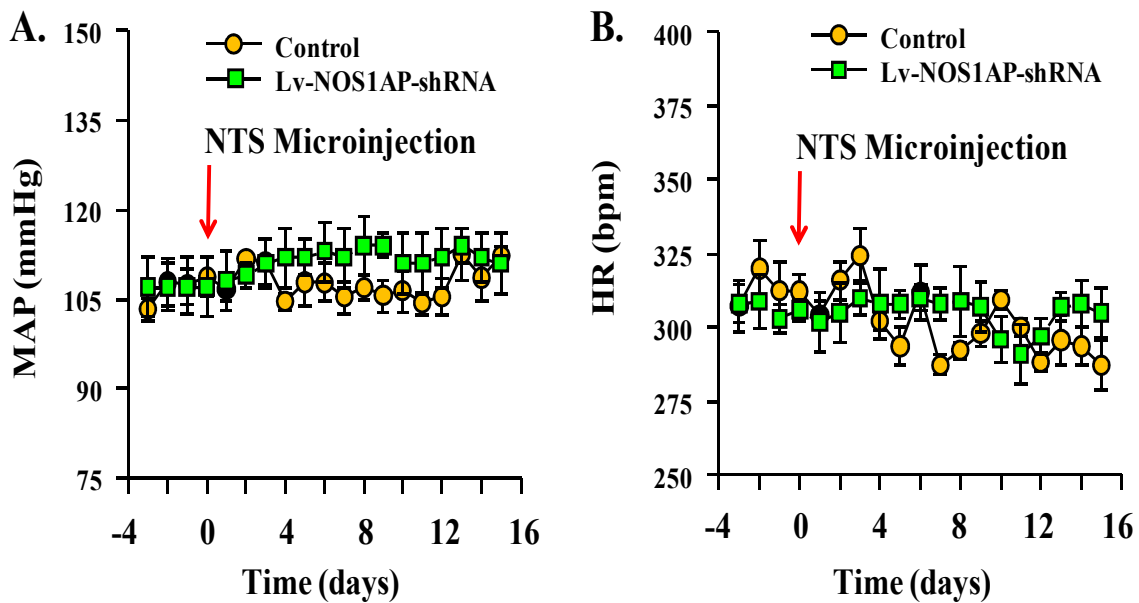 A.
Control
Lv-NOS1AP-shRNA
NTS Microinjection
MAP (mmHg)
150
135
120
105
90
75
-4
0
4
8
12
16
Time (days)
B.
Control
Lv-NOS1AP-shRNA
NTS Microinjection
HR (bpm)
400
375
350
325
300
275
250
-4
0
4
8
12
16
Time (days)